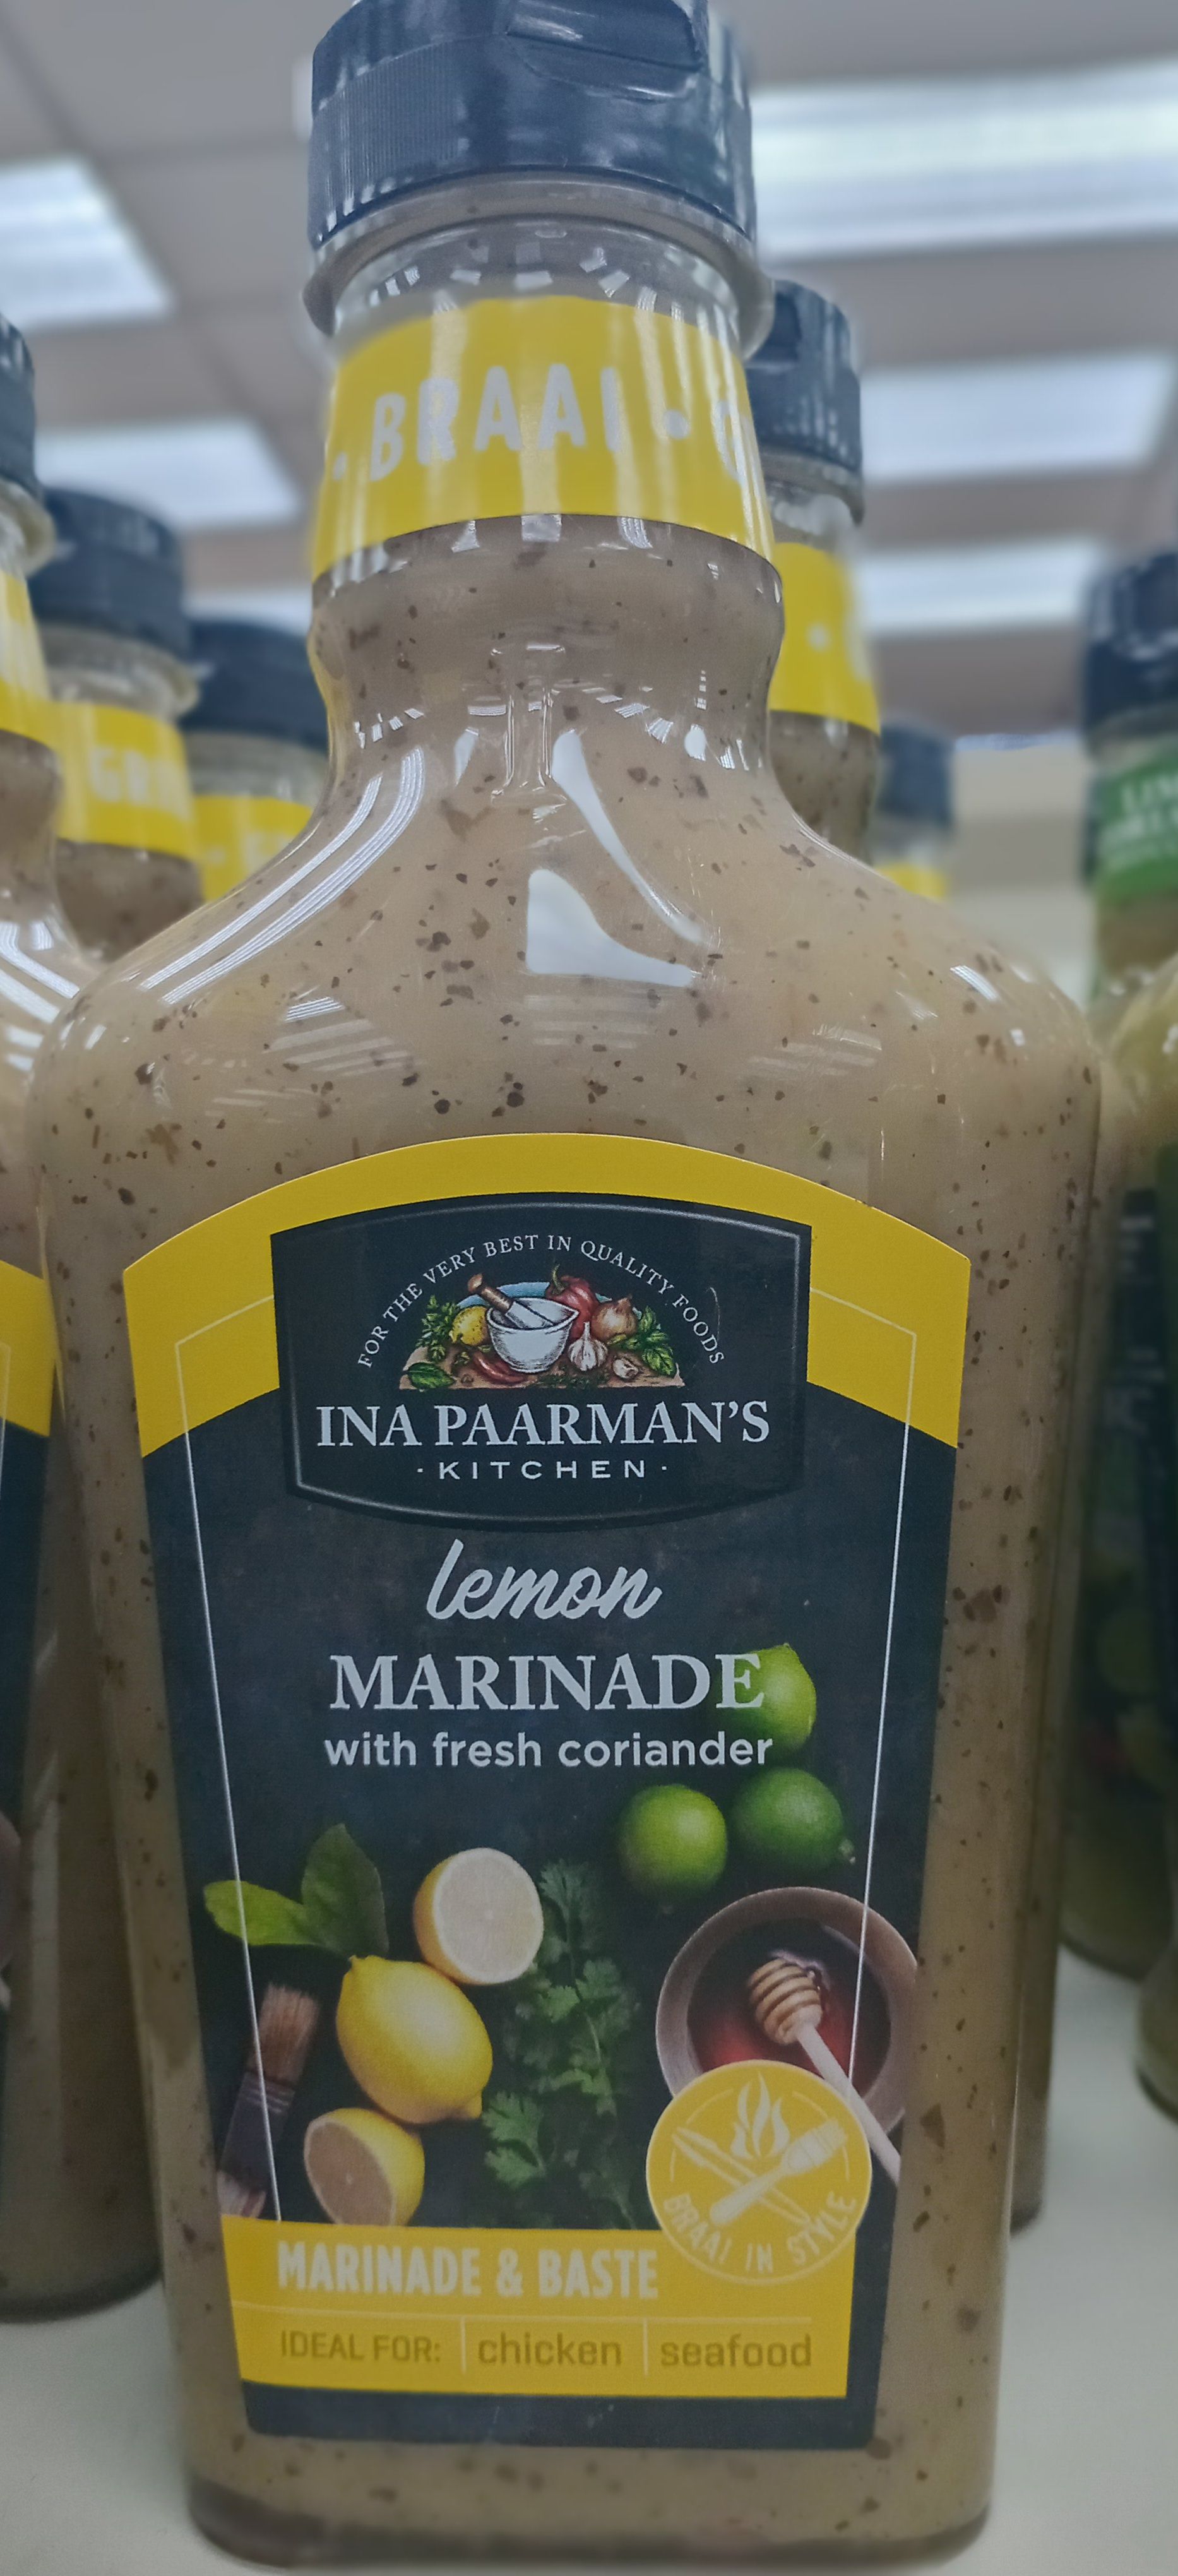 · BRAAI ·
FOR THE VERY BEST IN QUALITY FOODS
INA PAARMAN'S
· KITCHEN ·
lemon
MARINADE
with fresh coriander
BRAAI IN STYLE
MARINADE & BASTE
IDEAL FOR: chicken seafood